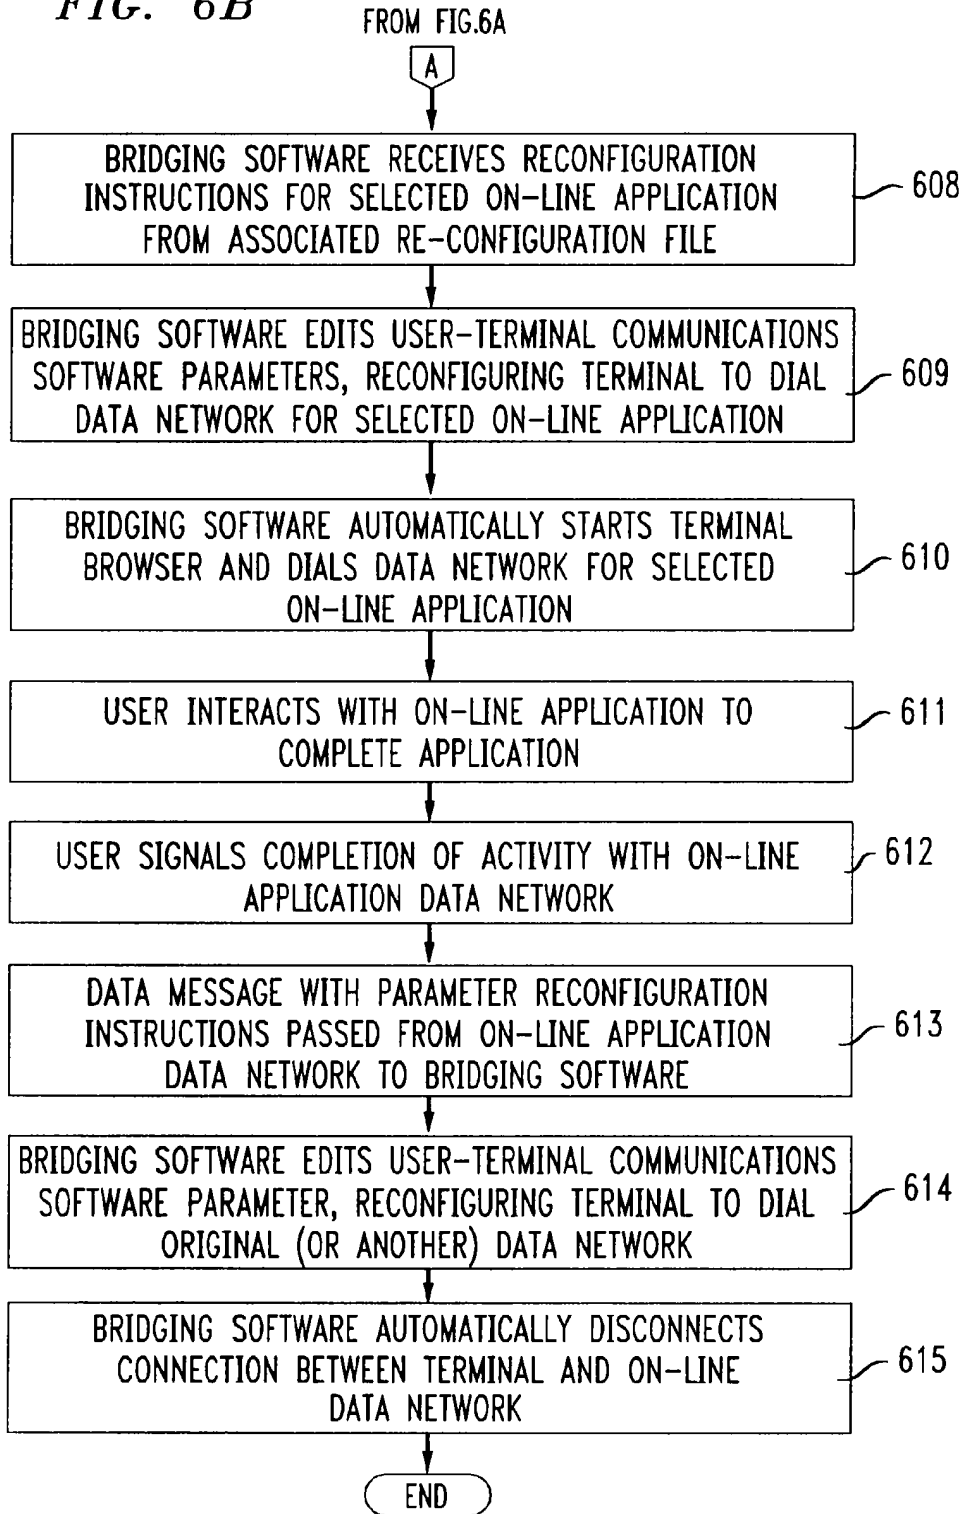 FIG. 6B
FROM FIG.6A
A
BRIDGING SOFTWARE RECEIVES RECONFIGURATION
INSTRUCTIONS FOR SELECTED ON-LINE APPLICATION
FROM ASSOCIATED RE-CONFIGURATION FILE
608
BRIDGING SOFTWARE EDITS USER-TERMINAL COMMUNICATIONS
SOFTWARE PARAMETERS, RECONFIGURING TERMINAL TO DIAL
DATA NETWORK FOR SELECTED ON-LINE APPLICATION
609
BRIDGING SOFTWARE AUTOMATICALLY STARTS TERMINAL
BROWSER AND DIALS DATA NETWORK FOR SELECTED
ON-LINE APPLICATION
610
USER INTERACTS WITH ON-LINE APPLICATION TO
COMPLETE APPLICATION
611
USER SIGNALS COMPLETION OF ACTIVITY WITH ON-LINE
APPLICATION DATA NETWORK
612
DATA MESSAGE WITH PARAMETER RECONFIGURATION
INSTRUCTIONS PASSED FROM ON-LINE APPLICATION
DATA NETWORK TO BRIDGING SOFTWARE
613
BRIDGING SOFTWARE EDITS USER-TERMINAL COMMUNICATIONS
SOFTWARE PARAMETER, RECONFIGURING TERMINAL TO DIAL
ORIGINAL (OR ANOTHER) DATA NETWORK
614
BRIDGING SOFTWARE AUTOMATICALLY DISCONNECTS
CONNECTION BETWEEN TERMINAL AND ON-LINE
DATA NETWORK
615
END